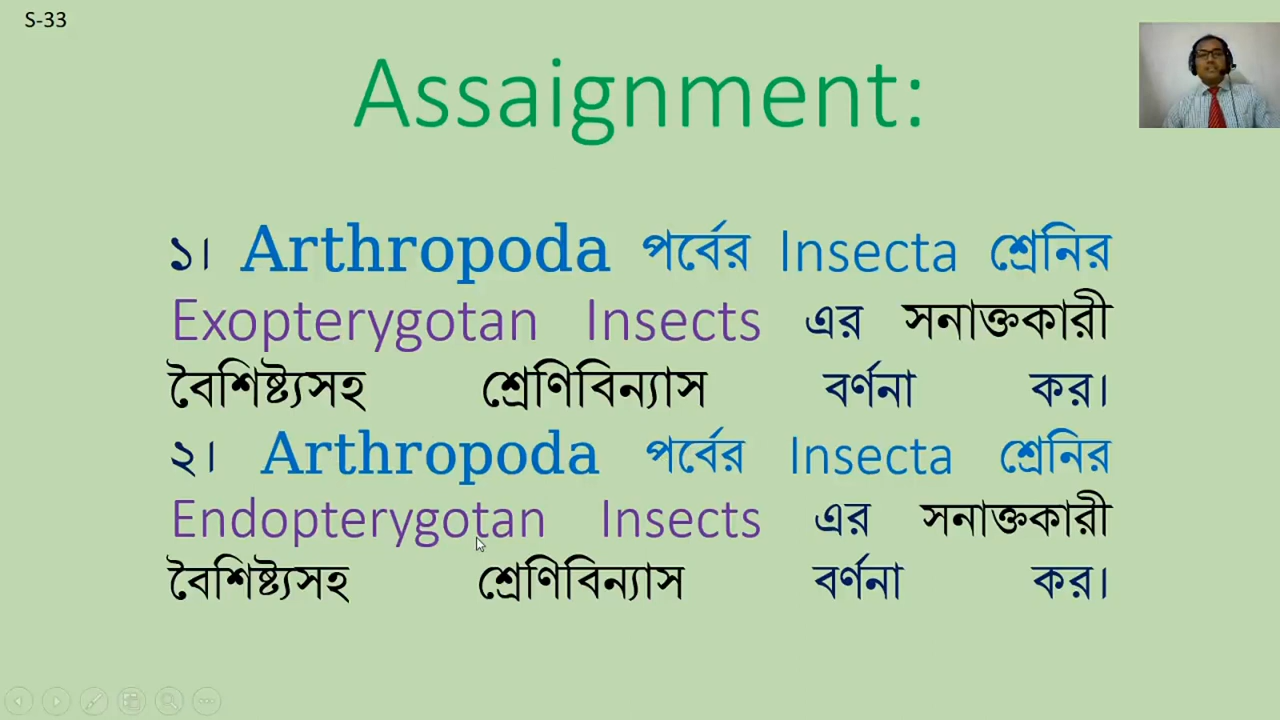 S-33
Assaignment:
১। Arthropoda পর্বের Insecta শ্রেনির
Exopterygotan Insects এর সনাক্তকারী
বৈশিষ্ট্যসহ শ্রেণিবিন্যাস বর্ণনা কর।
২। Arthropoda পর্বের Insecta শ্রেনির
Endopterygotan Insects এর সনাক্তকারী
বৈশিষ্ট্যসহ শ্রেণিবিন্যাস বর্ণনা কর।